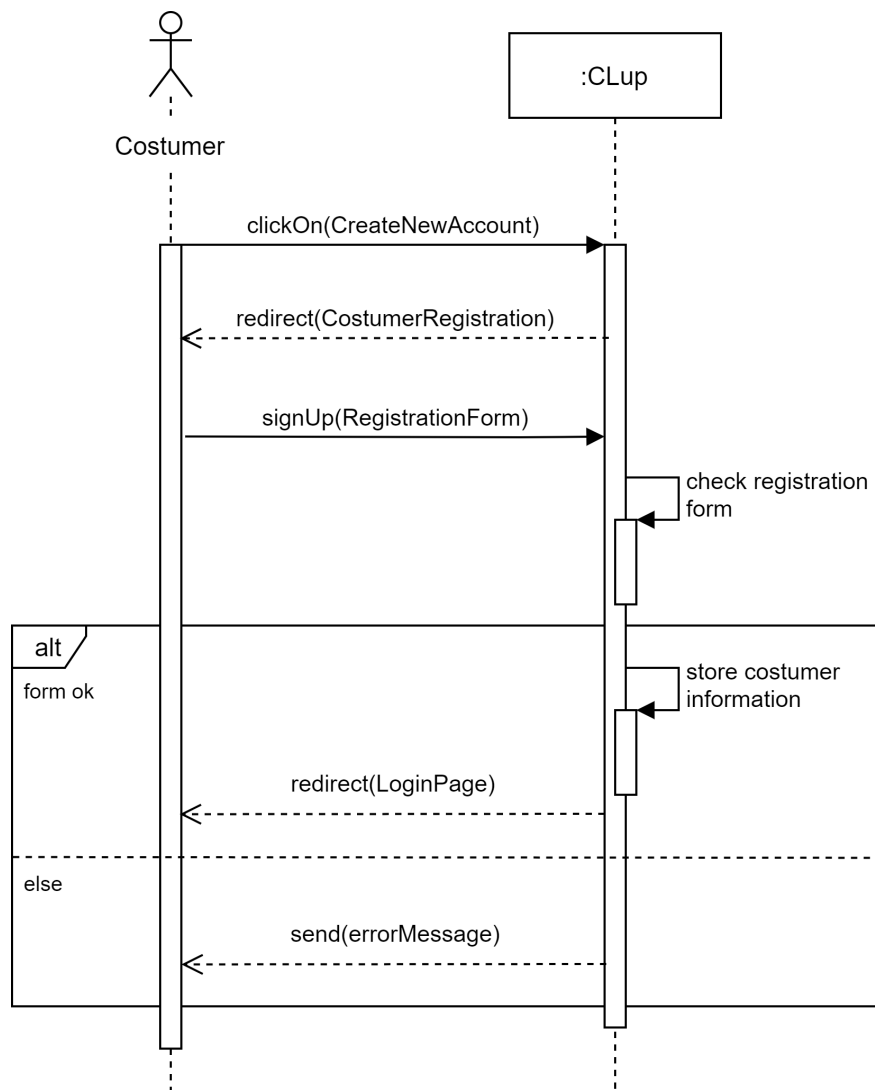 :CLup
Costumer
clickOn(CreateNewAccount)
redirect(CostumerRegistration)
signUp(RegistrationForm)
check registration
form
alt
form ok
store costumer
information
redirect(LoginPage)
else
send(errorMessage)